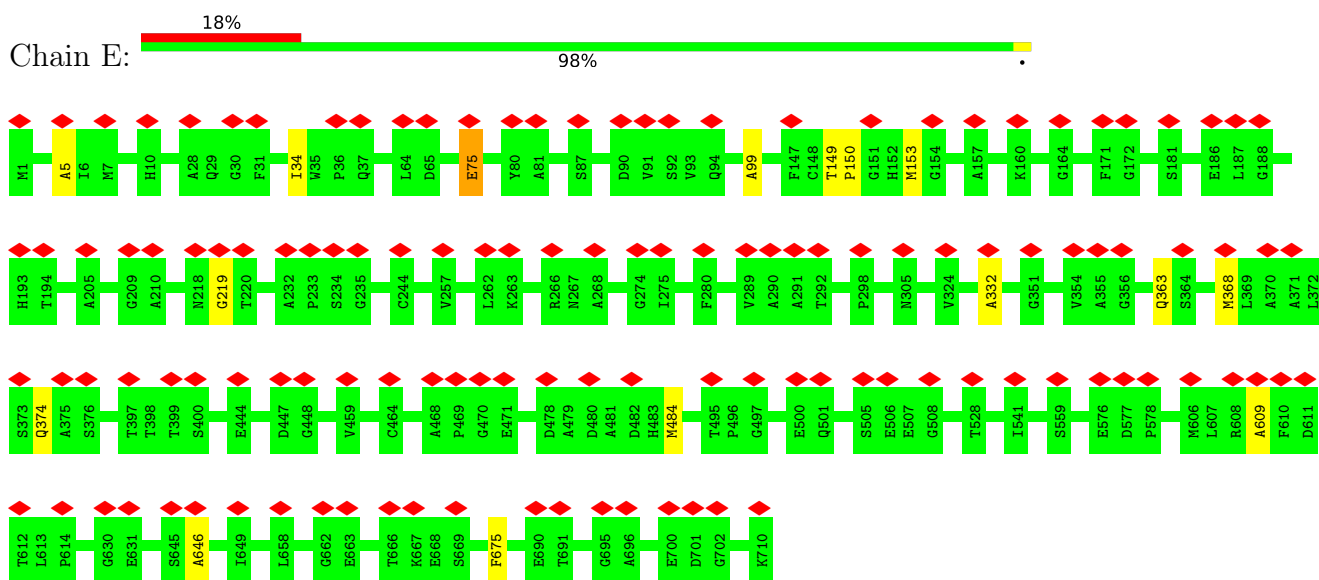 18%
Chain E:
98%
M1 A5 I6 M7 H10 A28 Q29 G30 F31 I34 W35 P36 Q37 L64 D65 E75 Y80 A81 S87 D90 V91 S92 V93 Q94 A99 F147 C148 T149 P150 G151 H152 M153 G154 A157 K160 G164 F171 G172 S181 E186 L187 G188
H193 T194 A205 G209 A210 N218 G219 T220 A232 P233 S234 G235 C244 V257 L262 K263 R266 N267 A268 G274 I275 F280 V289 A290 A291 T292 P298 N305 V324 A332 G351 V354 A355 G356 Q363 S364 M368 L369 A370 A371 L372
S373 Q374 A375 S376 T397 T398 T399 S400 E444 D447 G448 V459 C464 A468 P469 G470 E471 D478 A479 D480 A481 D482 H483 M484 T495 P496 G497 E500 Q501 S505 E506 E507 G508 T528 I541 S559 E576 D577 P578 M606 L607 R608 A609 F610 D611
T612 L613 P614 G630 E631 S645 A646 I649 L658 G662 E663 T666 K667 E668 S669 F675 E690 T691 G695 A696 E700 D701 G702 K710